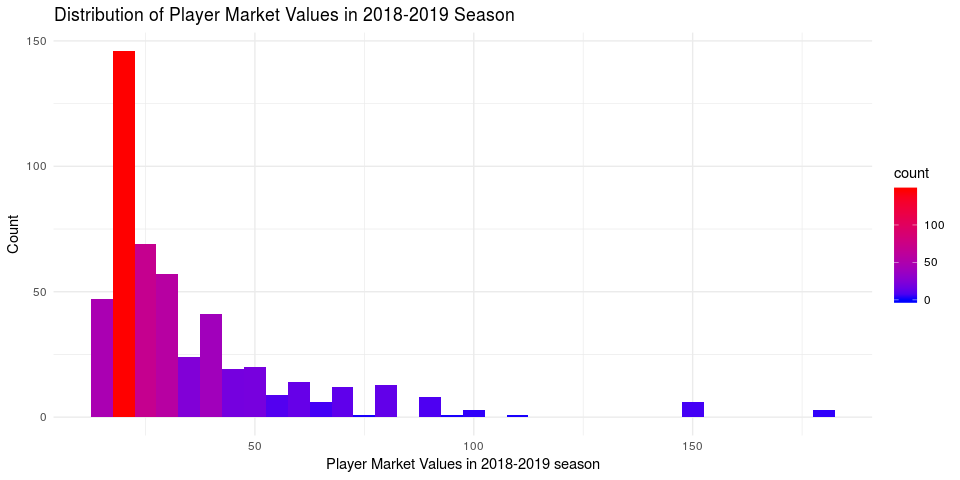 Distribution of Player Market Values in 2018-2019 Season
150
100
50
0
Count
50
100
150
Player Market Values in 2018-2019 season
count
100
50
0